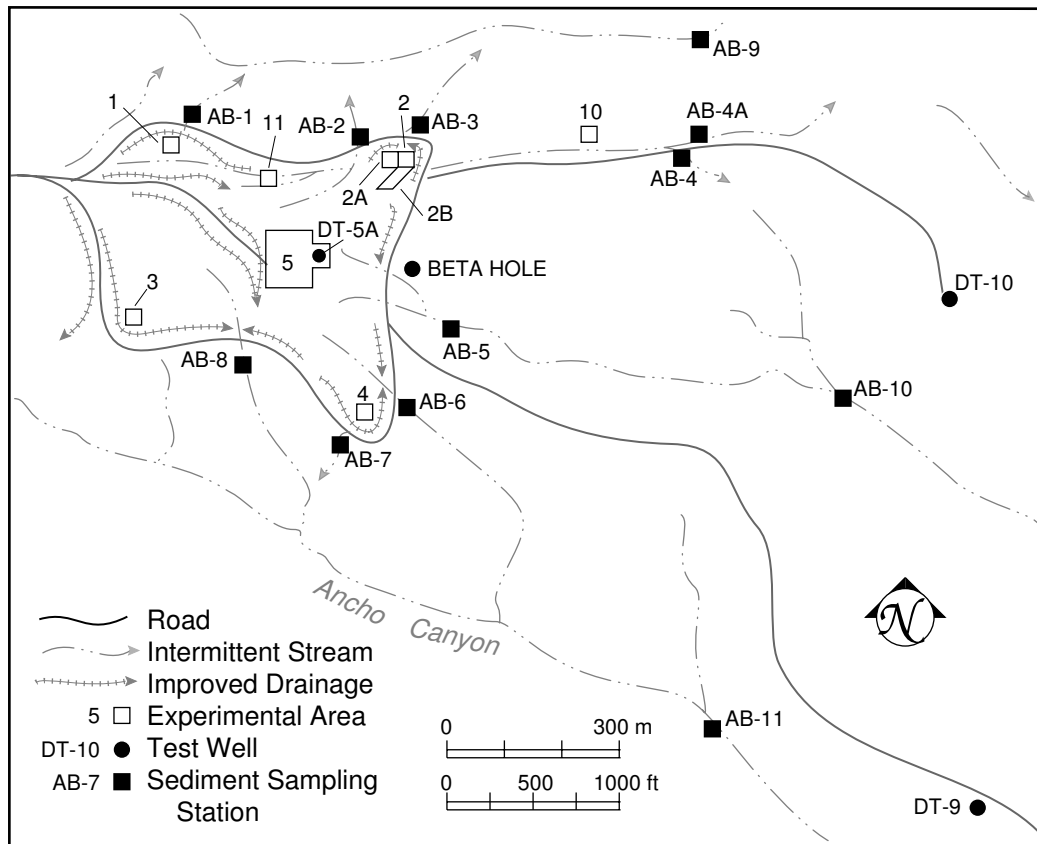 AB-9
1
AB-1
11
AB-2
2
AB-3
10
AB-4A
AB-4
2A
2B
DT-5A
5
BETA HOLE
DT-10
3
AB-8
AB-5
AB-10
4
AB-6
AB-7
Ancho Canyon
N
AB-11
DT-9
Road
Intermittent Stream
Improved Drainage
5 Experimental Area
DT-10 Test Well
AB-7 Sediment Sampling
Station
0 300 m
0 500 1000 ft